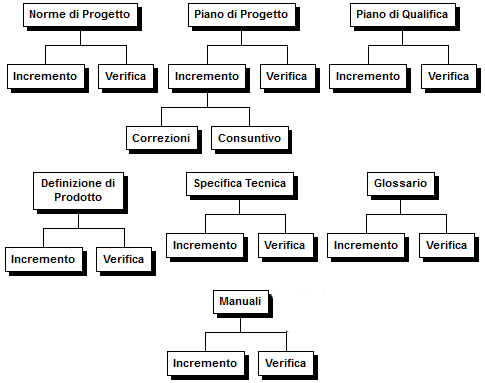 Norme di Progetto
Piano di Progetto
Piano di Qualifica
Incremento
Verifica
Incremento
Verifica
Incremento
Verifica
Correzioni
Consuntivo
Definizione di
Prodotto
Specifica Tecnica
Glossario
Incremento
Verifica
Incremento
Verifica
Incremento
Verifica
Manuali
Incremento
Verifica